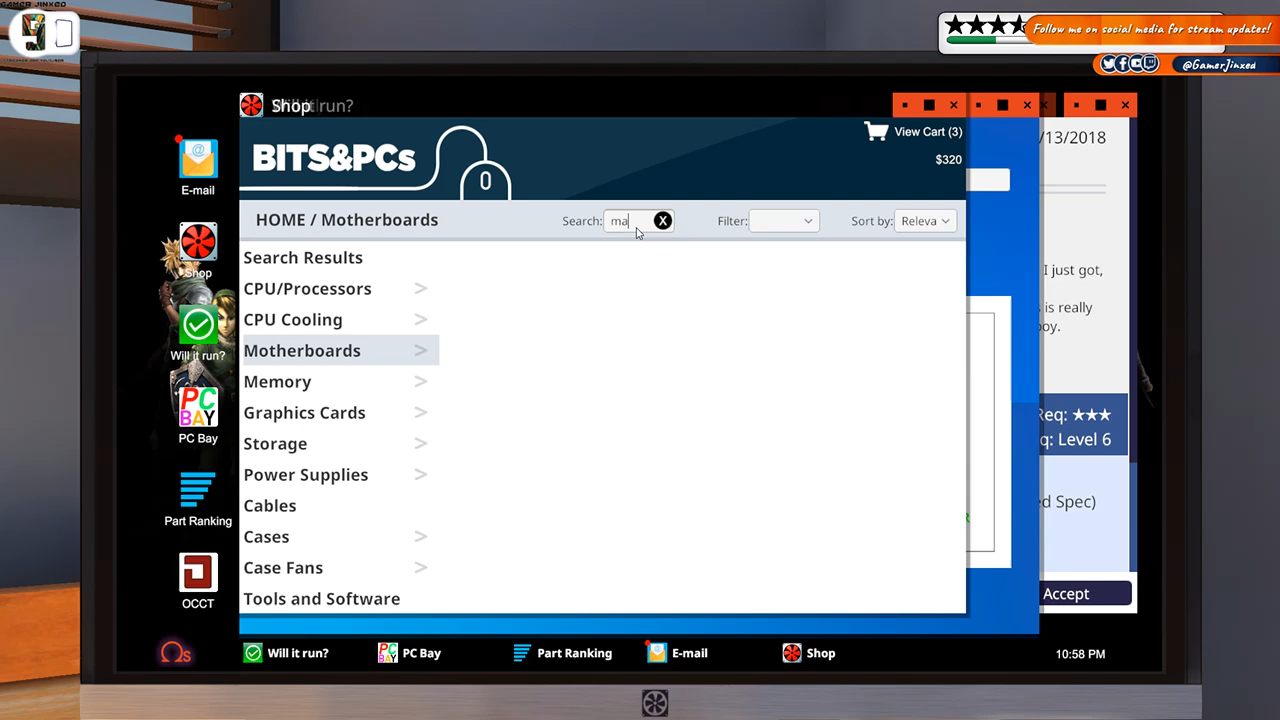 GAMER JINXED
Follow me on social media for stream updates!
@GamerJinxed
Shop
run?
View Cart (3)
$320
BITS&PCs
/13/2018
HOME / Motherboards
Search:
ma
X
Filter:
Sort by:
Releva
Search Results
CPU/Processors >
CPU Cooling >
Motherboards >
Memory >
Graphics Cards >
Storage >
Power Supplies >
Cables
Cases >
Case Fans >
Tools and Software
E-mail
Shop
Will it run?
PC
BAY
PC Bay
Part Ranking
OCCT
I just got,
is really
oy.
Req: ★★★
q: Level 6
ed Spec)
Accept
Will it run?
PC Bay
Part Ranking
E-mail
Shop
10:58 PM